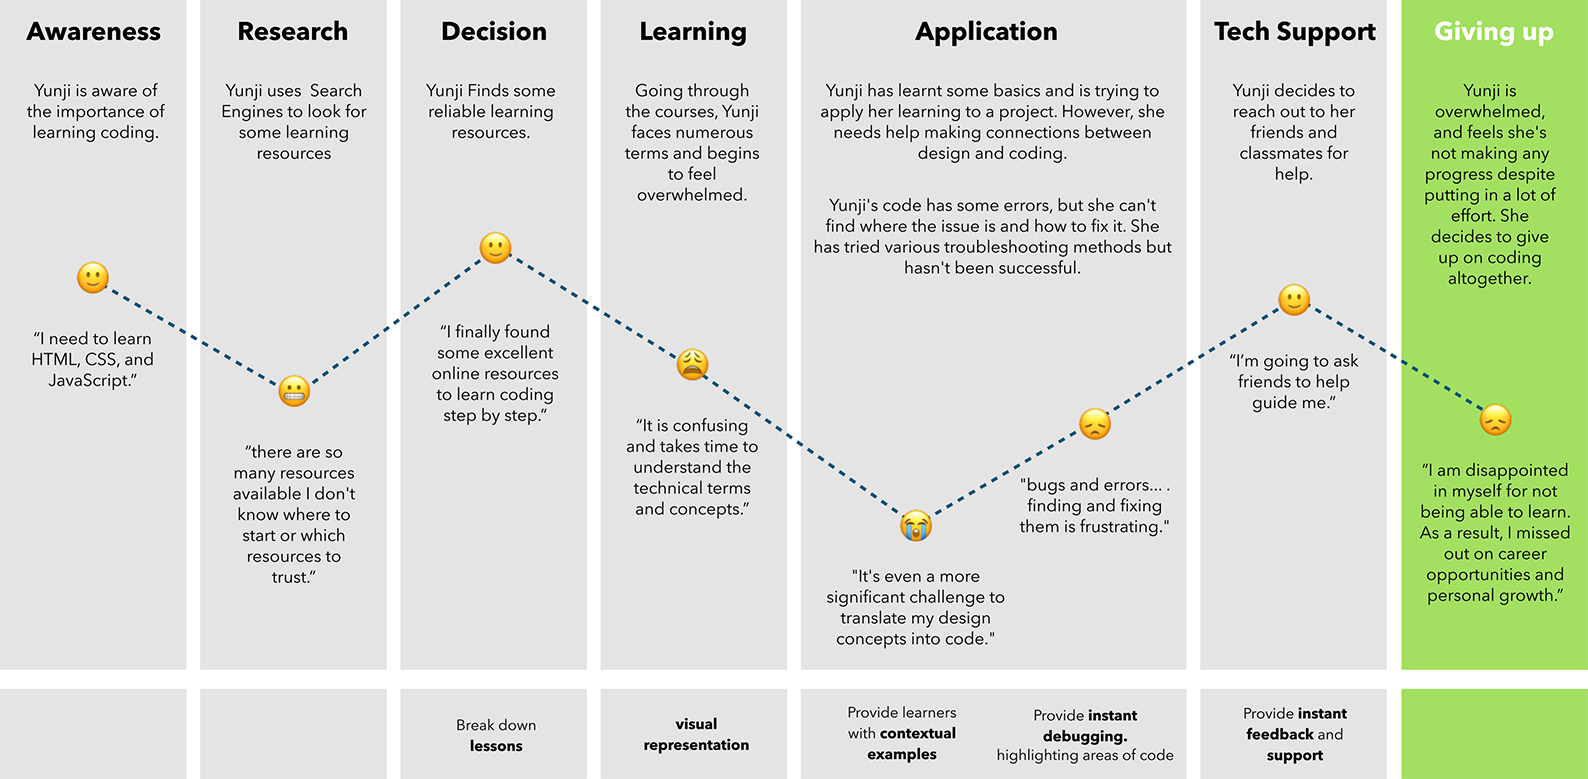 Awareness
Yunji is aware of
the importance of
learning coding.
“I need to learn
HTML, CSS, and
JavaScript.”
Research
Yunji uses  Search
Engines to look for
some learning
resources
“there are so
many resources
available I don't
know where to
start or which
resources to
trust.”
Decision
Yunji Finds some
reliable learning
resources.
“I finally found
some excellent
online resources
to learn coding
step by step.”
Break down
lessons
Learning
Going through
the courses, Yunji
faces numerous
terms and begins
to feel
overwhelmed.
“It is confusing
and takes time to
understand the
technical terms
and concepts.”
visual
representation
Application
Yunji has learnt some basics and is trying to
apply her learning to a project. However, she
needs help making connections between
design and coding.
Yunji's code has some errors, but she can't
find where the issue is and how to fix it. She
has tried various troubleshooting methods but
hasn't been successful.
"It's even a more
significant challenge to
translate my design
concepts into code."
"bugs and errors... .
finding and fixing
them is frustrating."
Provide learners
with contextual
examples
Provide instant
debugging.
highlighting areas of code
Tech Support
Yunji decides to
reach out to her
friends and
classmates for
help.
“I’m going to ask
friends to help
guide me.”
Provide instant
feedback and
support
Giving up
Yunji is
overwhelmed,
and feels she's
not making any
progress despite
putting in a lot of
effort. She
decides to give
up on coding
altogether.
“I am disappointed
in myself for not
being able to learn.
As a result, I missed
out on career
opportunities and
personal growth.”